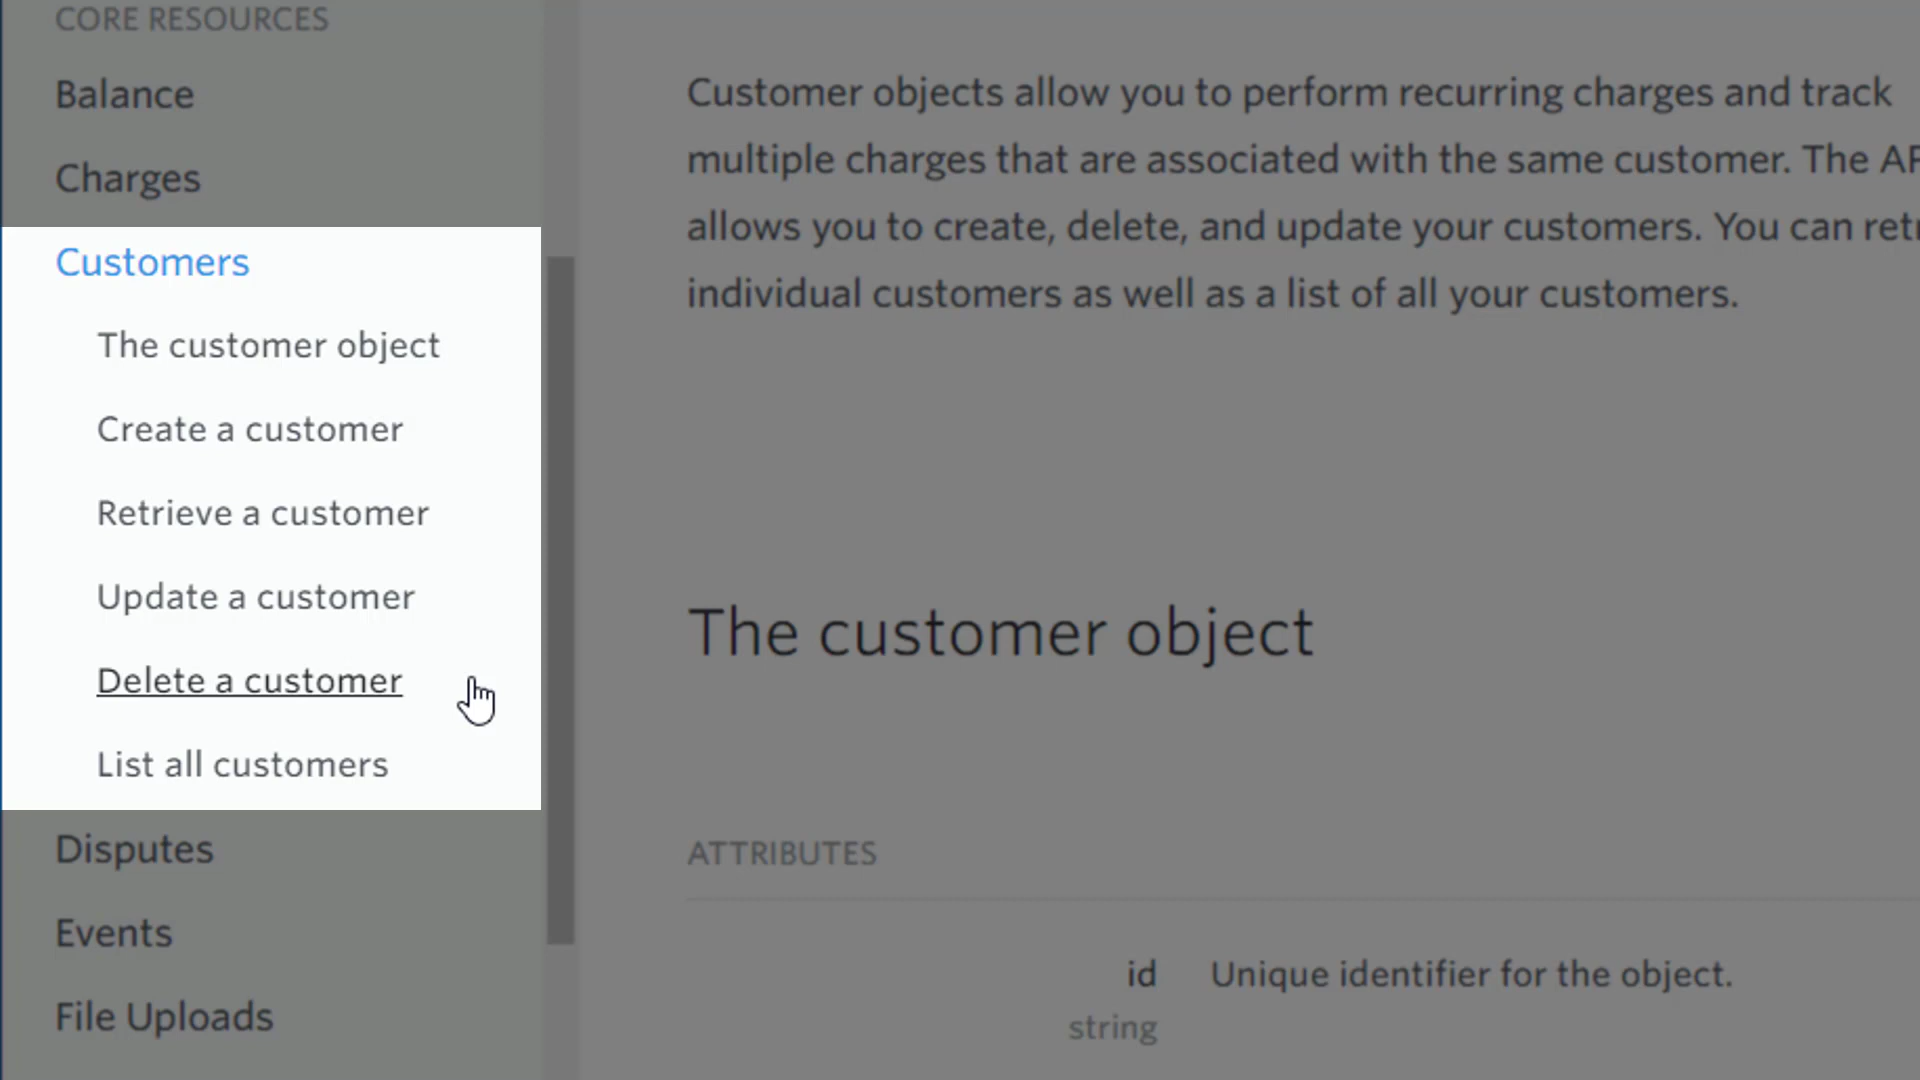 CORE RESOURCES
Balance
Charges
Customers
The customer object
Create a customer
Retrieve a customer
Update a customer
Delete a customer
List all customers
Disputes
Events
File Uploads
Customer objects allow you to perform recurring charges and track
multiple charges that are associated with the same customer. The
allows you to create, delete, and update your customers. You can
individual customers as well as a list of all your customers.
The customer object
ATTRIBUTES
id Unique identifier for the object.
string